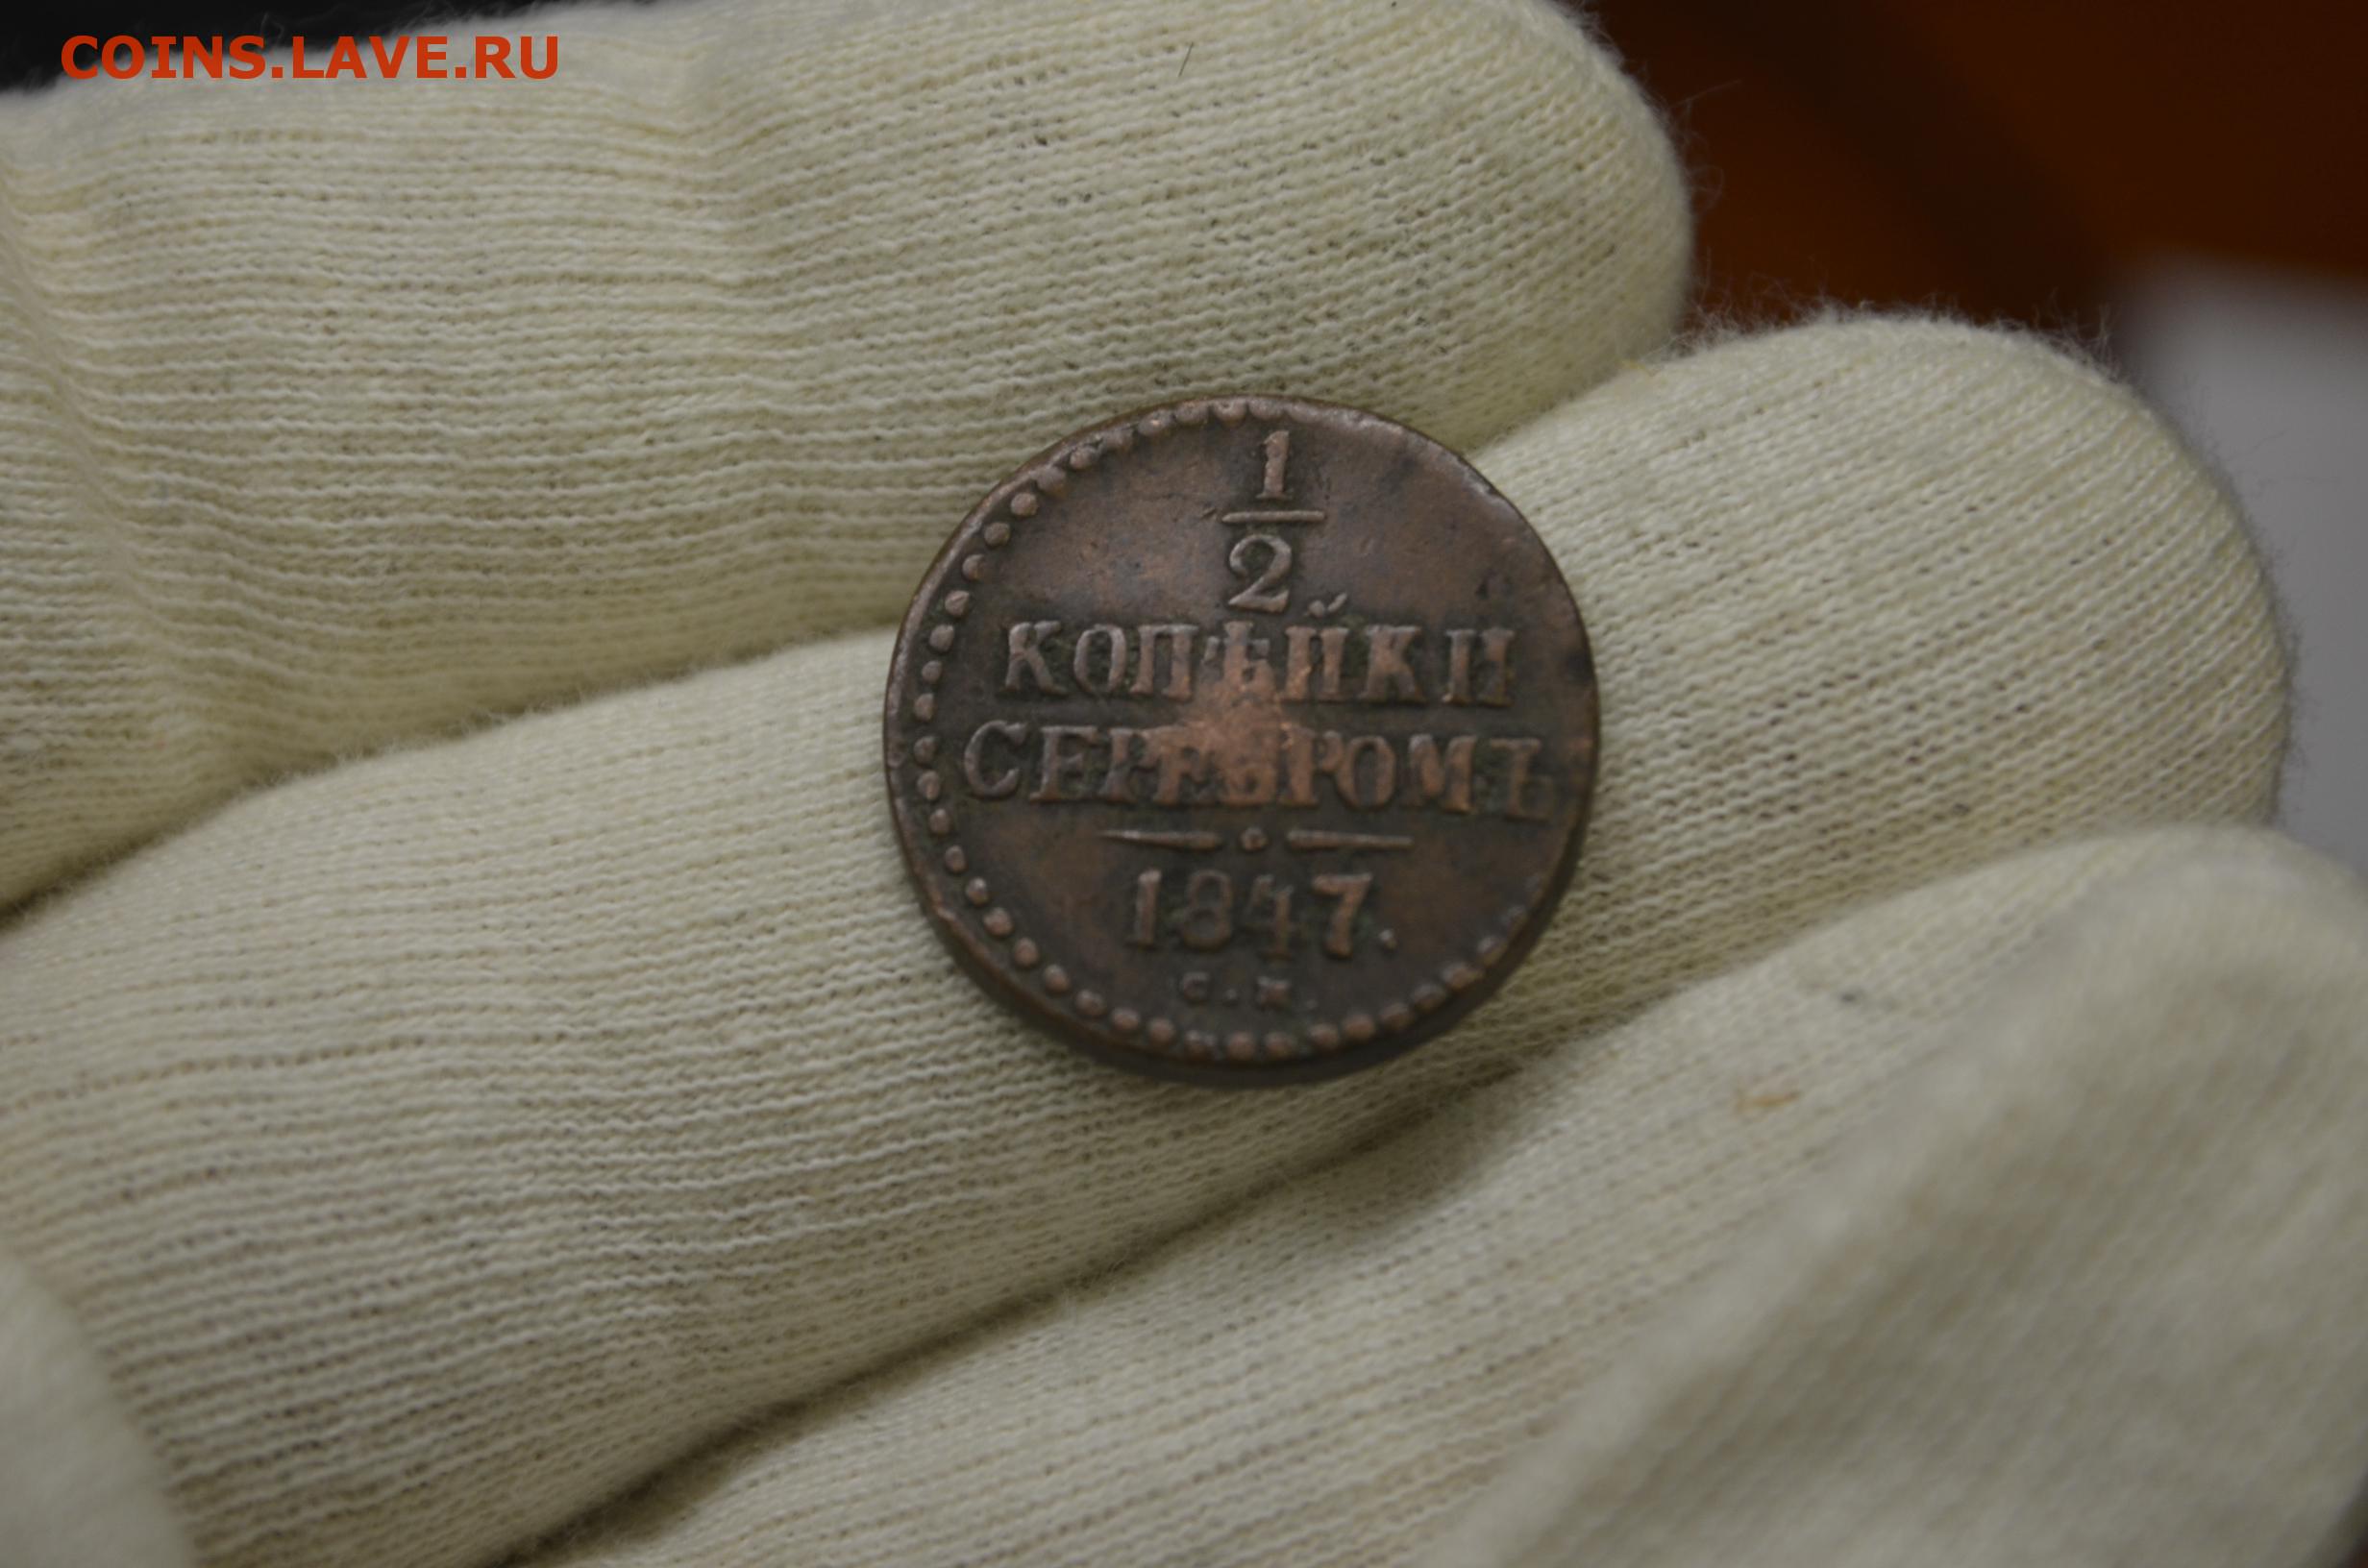 COINS.LAVE.RU
1
2
КОПѢЙКИ
СЕРЕБРОМЪ
1847.
С.М.